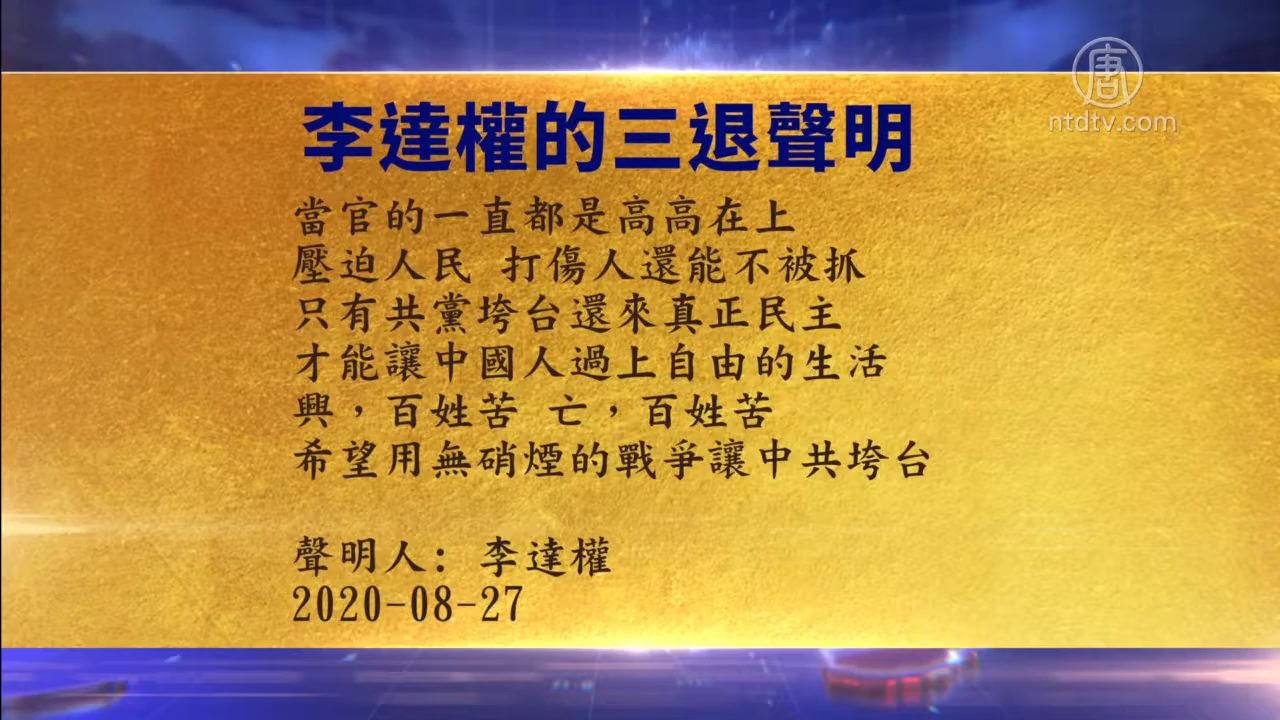 李達權的三退聲明
唐
ntdtv.com
當官的一直都是高高在上
壓迫人民 打傷人還能不被抓
只有共黨垮台還來真正民主
才能讓中國人過上自由的生活
興，百姓苦 亡，百姓苦
希望用無硝煙的戰爭讓中共垮台
聲明人: 李達權
2020-08-27